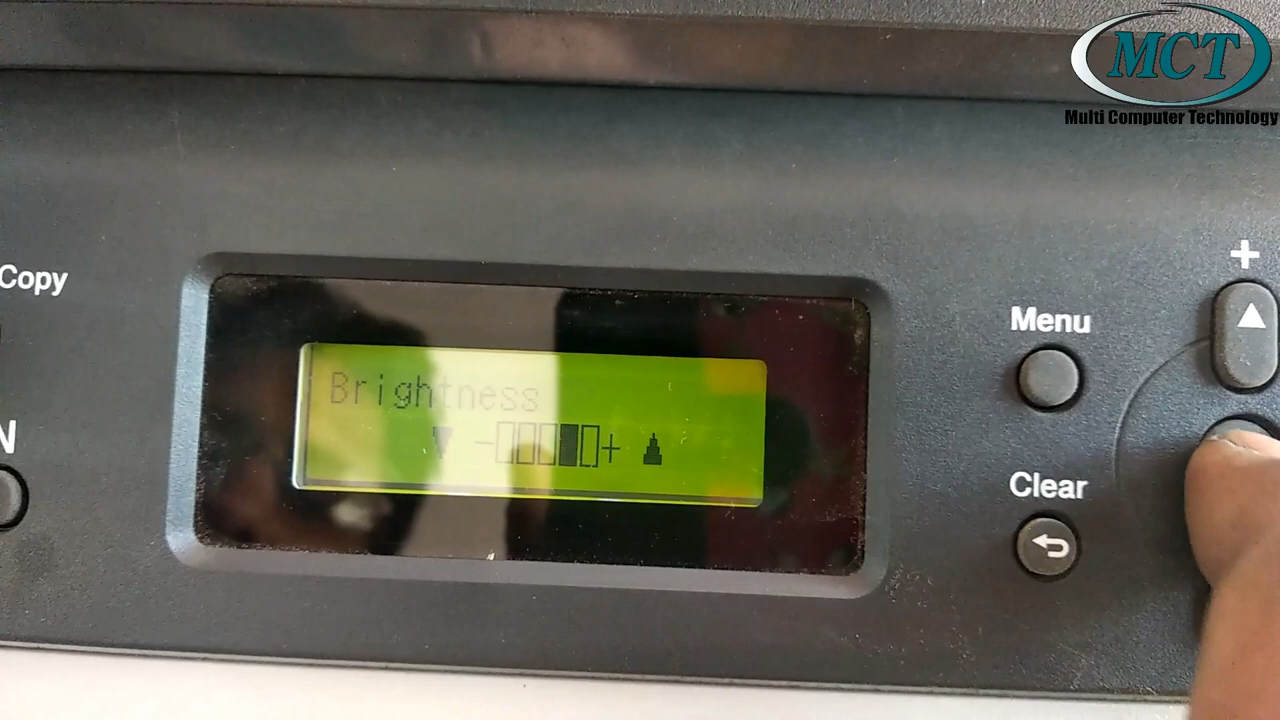 MCT
Multi Computer Technology
Copy
+
Menu
Brightness
▼ -□□□■□+ ▲
N
Clear